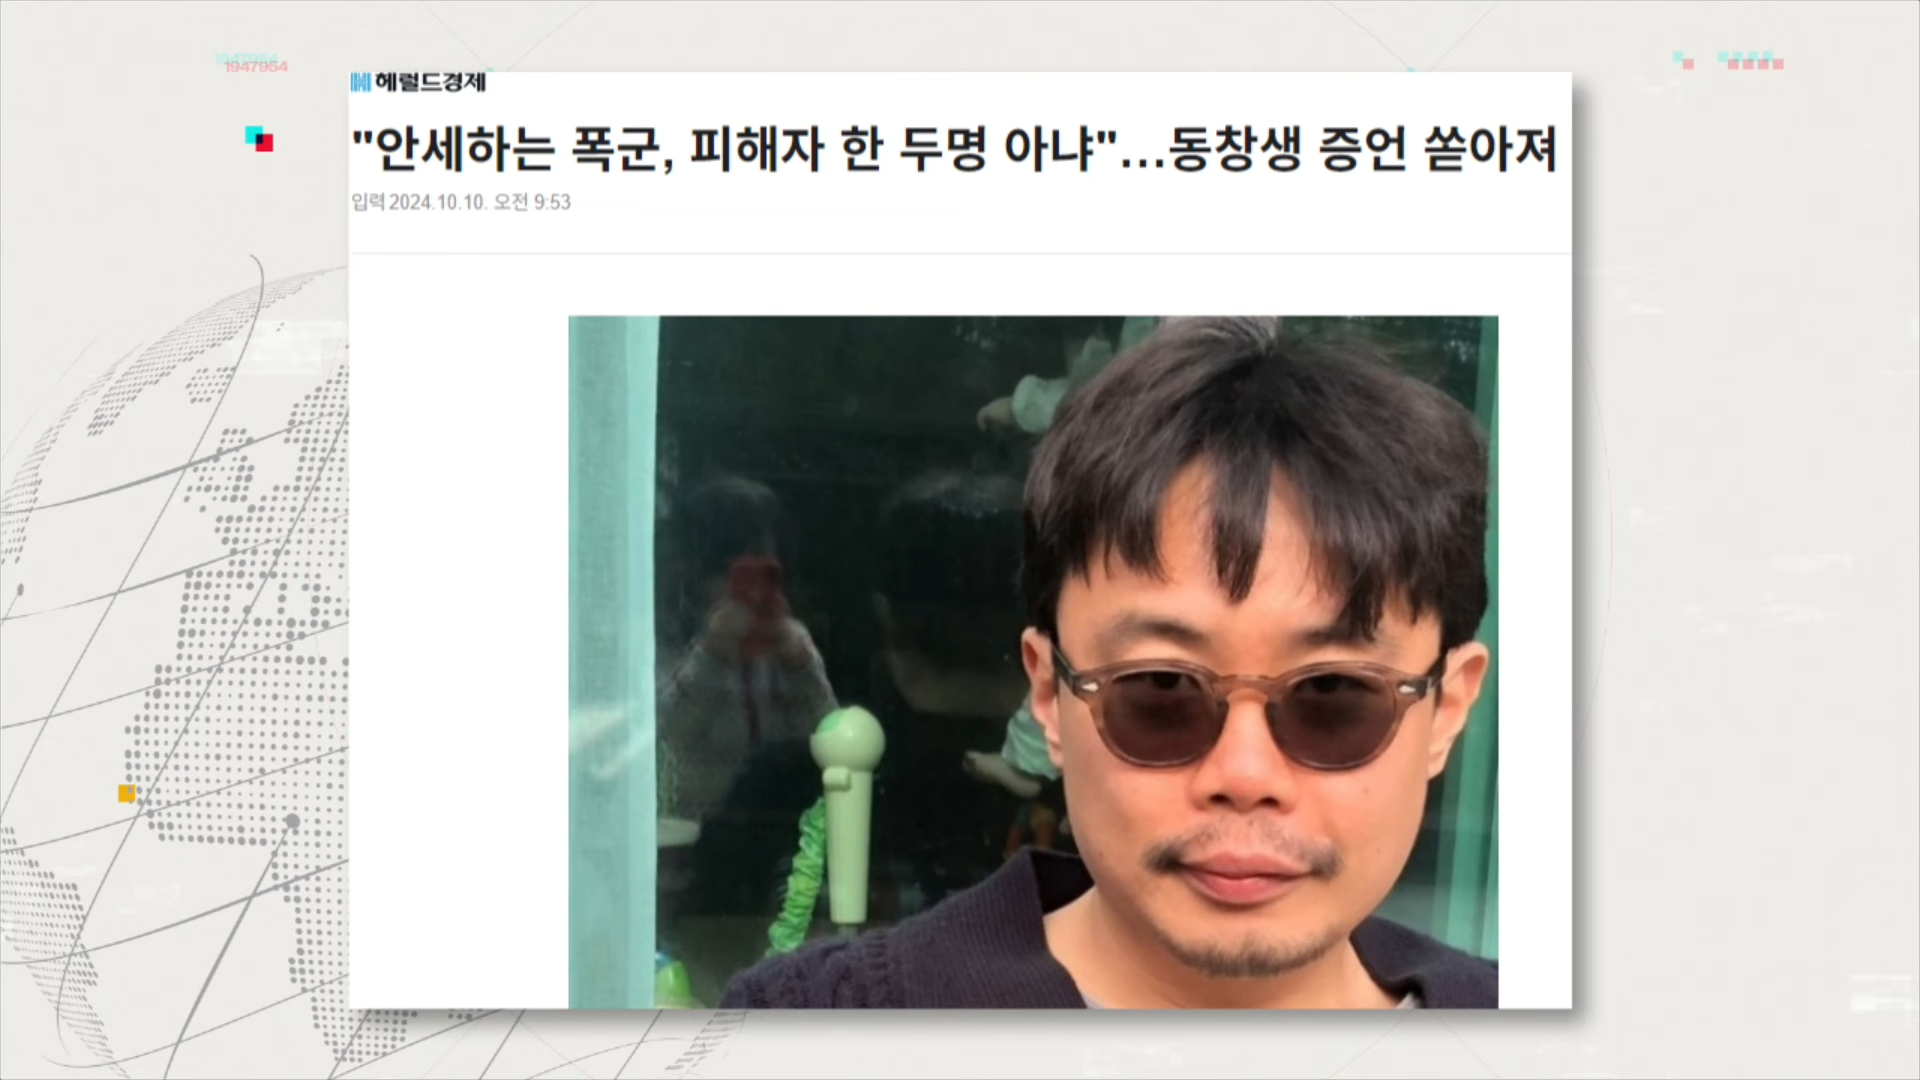 1947954
헤럴드경제
"안세하는 폭군, 피해자 한 두명 아냐"...동창생 증언 쏟아져
입력 2024.10.10. 오전 9:53